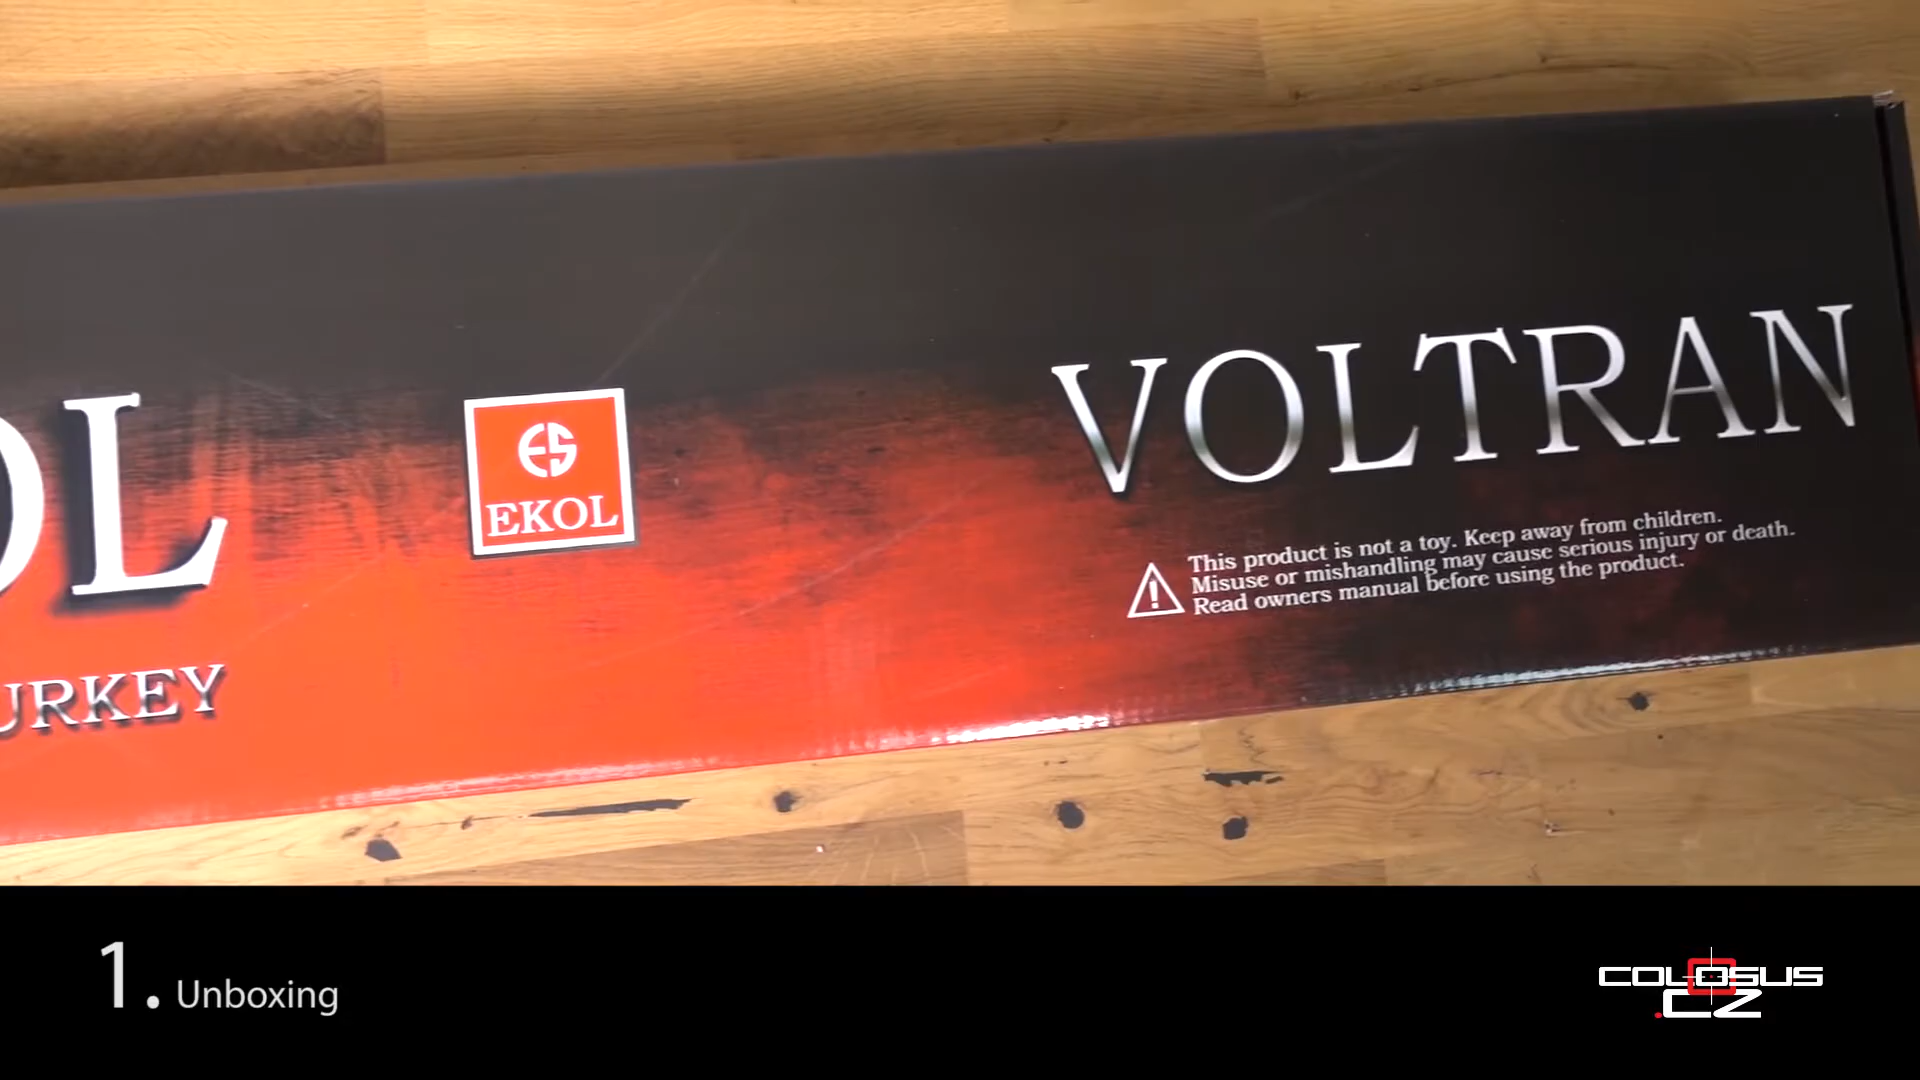 OL
URKEY
ES
EKOL
VOLTRAN
This product is not a toy. Keep away from children.
Misuse or mishandling may cause serious injury or death.
Read owners manual before using the product.
1. Unboxing
COLOSUS
.CZ